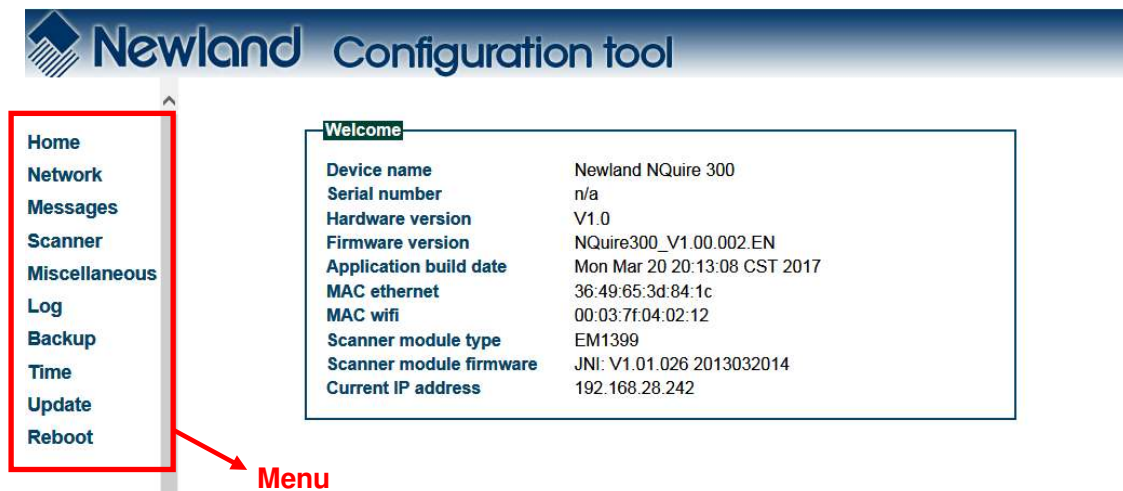 Newland Configuration tool
Home
Network
Messages
Scanner
Miscellaneous
Log
Backup
Time
Update
Reboot
Menu
Welcome
Device name Newland NQuire 300
Serial number n/a
Hardware version V1.0
Firmware version NQuire300_V1.00.002.EN
Application build date Mon Mar 20 20:13:08 CST 2017
MAC ethernet 36:49:65:3d:84:1c
MAC wifi 00:03:7f:04:02:12
Scanner module type EM1399
Scanner module firmware JNI: V1.01.026 2013032014
Current IP address 192.168.28.242